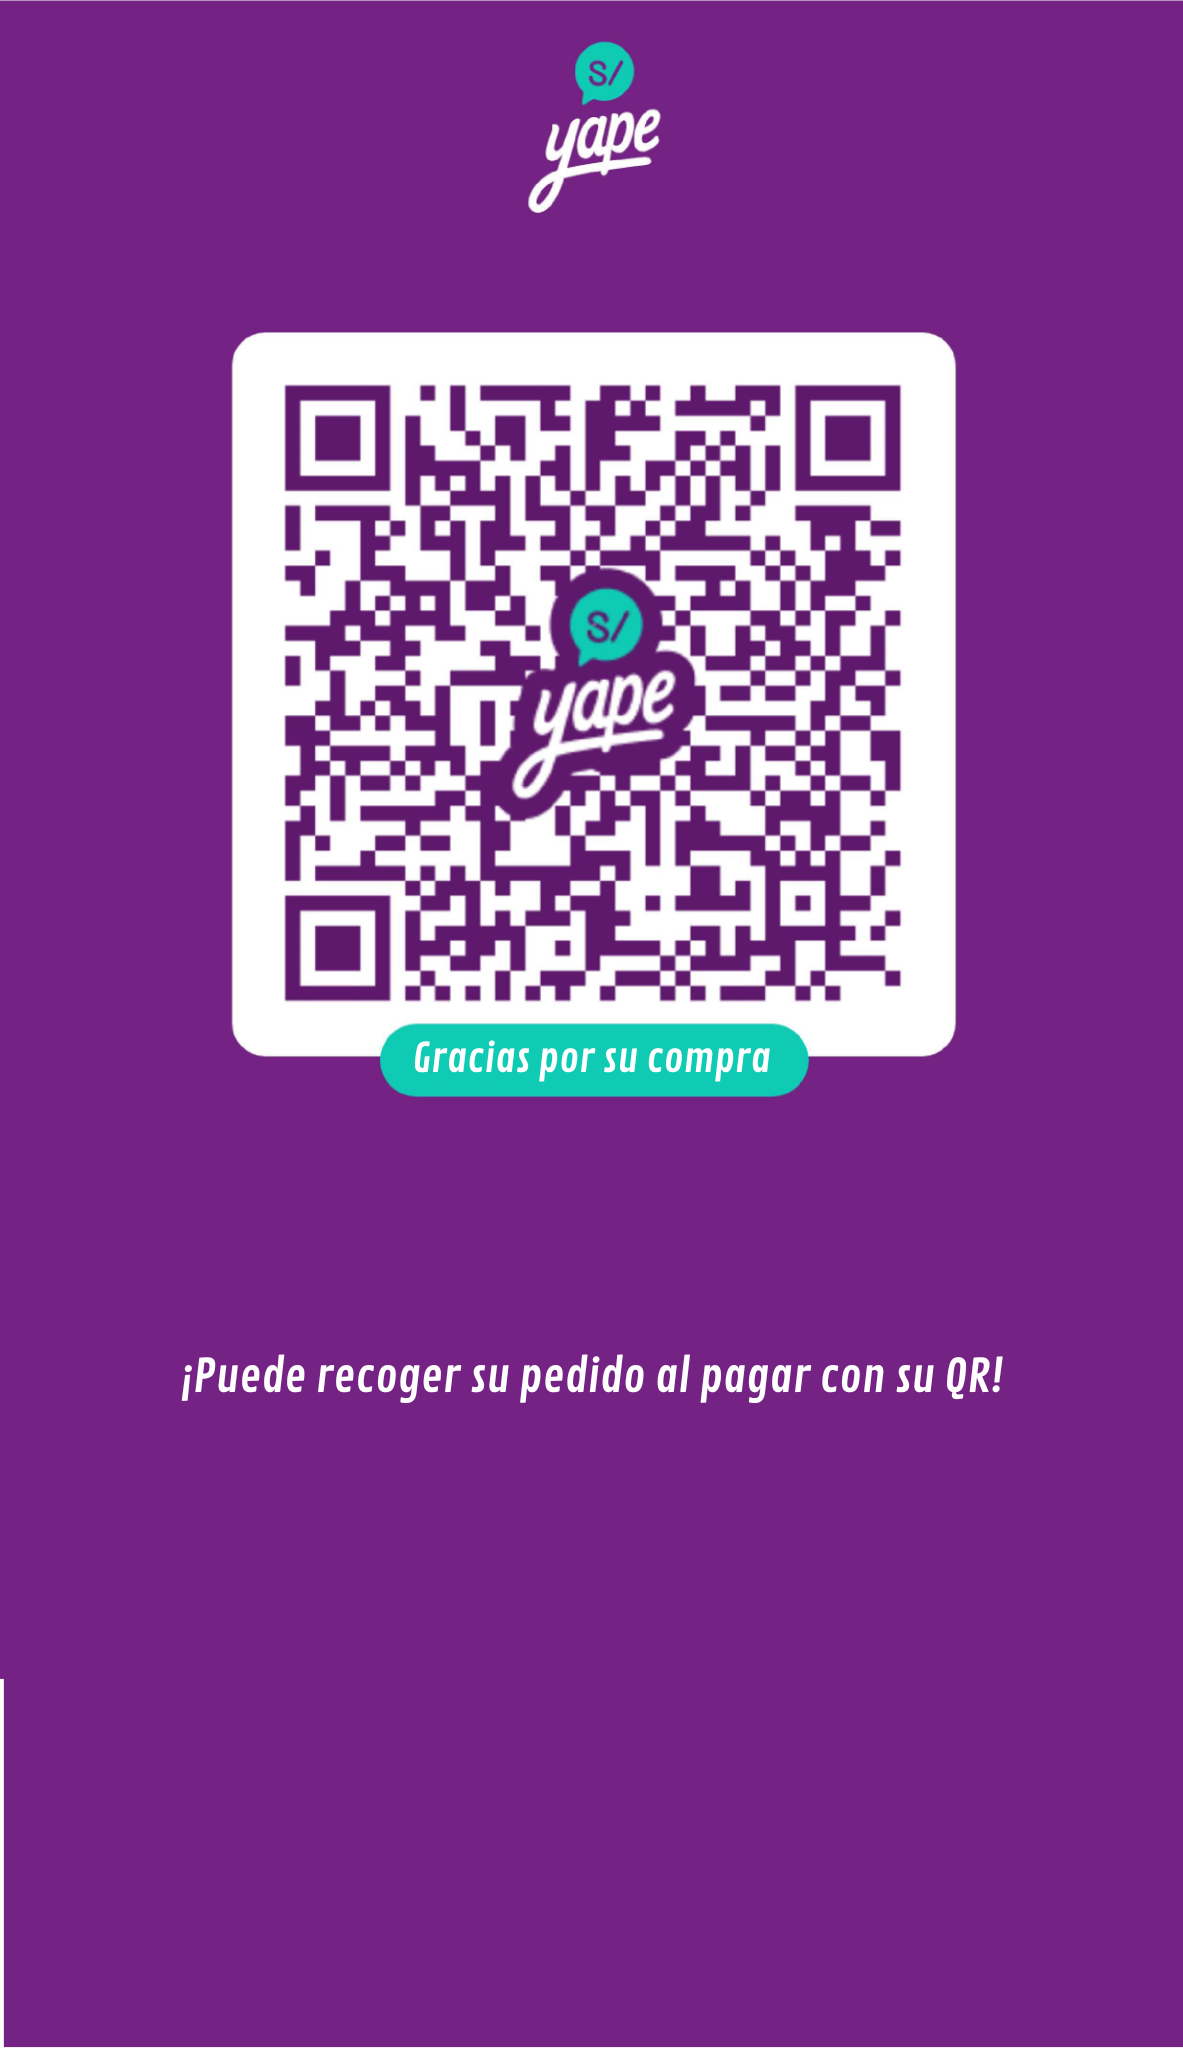 S/
yape
S/
yape
Gracias por su compra
¡Puede recoger su pedido al pagar con su QR!